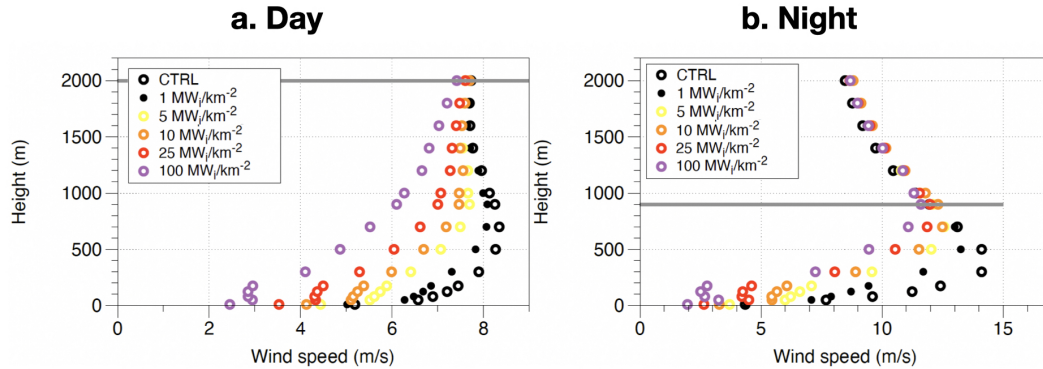 a. Day
b. Night
CTRL
1 MWi/km-2
5 MWi/km-2
10 MWi/km-2
25 MWi/km-2
100 MWi/km-2
2000
1500
1000
500
0
Height (m)
0 2 4 6 8
Wind speed (m/s)
CTRL
1 MWi/km-2
5 MWi/km-2
10 MWi/km-2
25 MWi/km-2
100 MWi/km-2
2000
1500
1000
500
0
Height (m)
0 5 10 15
Wind speed (m/s)